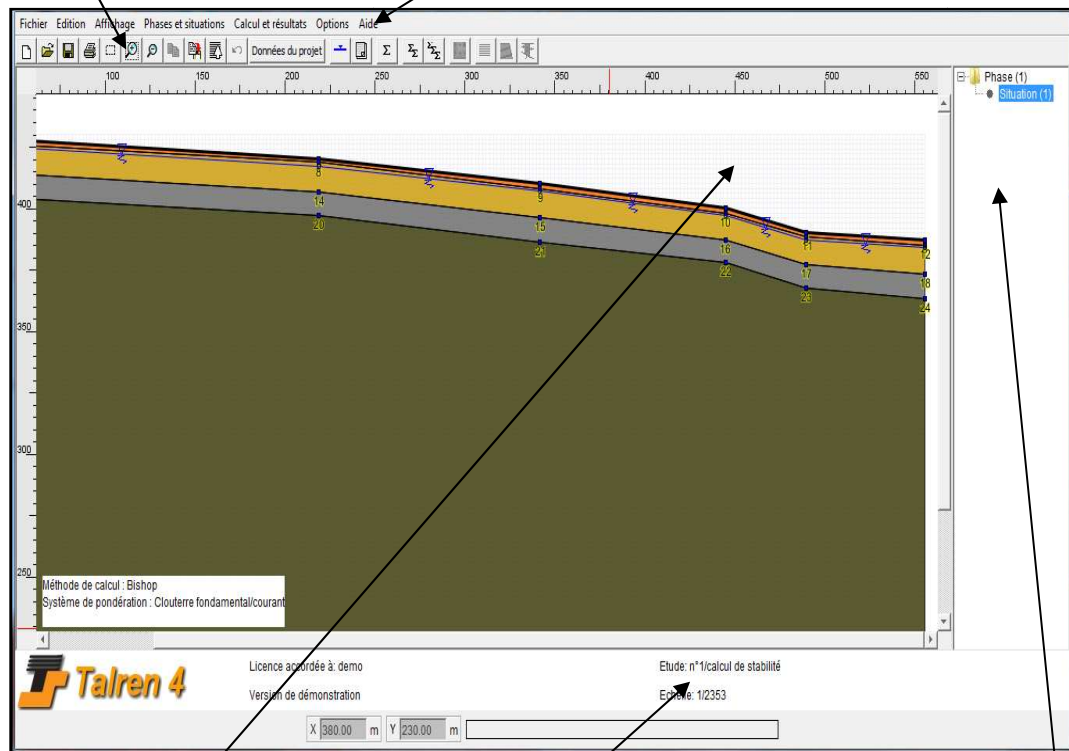 Fichier Edition Affichage Phases et situations Calcul et résultats Options Aide
Données du projet Σ
100 150 200 250 300 350 400 450 500 550
Phase (1)
Situation (1)
400
350
300
250
8
9
10
11
12
14
15
16
17
18
20
21
22
23
24
Méthode de calcul : Bishop
Système de pondération : Clouterre fondamental/courant
Talren 4
Licence accordée à: demo
Etude: n°1/calcul de stabilité
Version de démonstration
Echelle: 1/2353
X 380.00 m Y 230.00 m